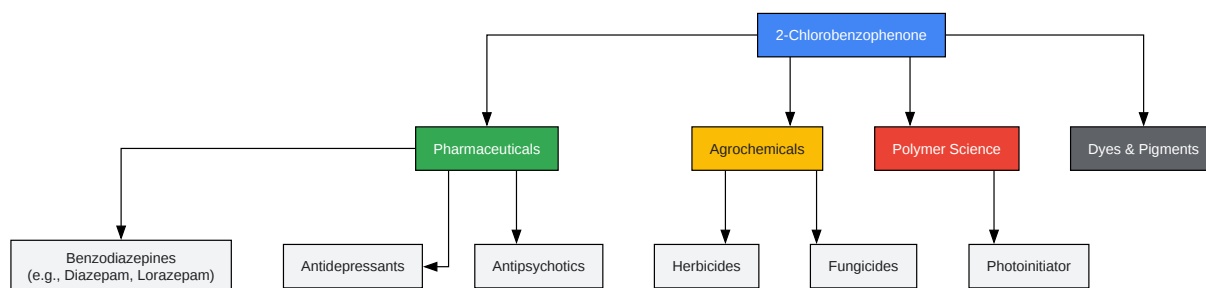 2-Chlorobenzophenone
Pharmaceuticals
Agrochemicals
Polymer Science
Dyes & Pigments
Benzodiazepines
(e.g., Diazepam, Lorazepam)
Antidepressants
Antipsychotics
Herbicides
Fungicides
Photoinitiator